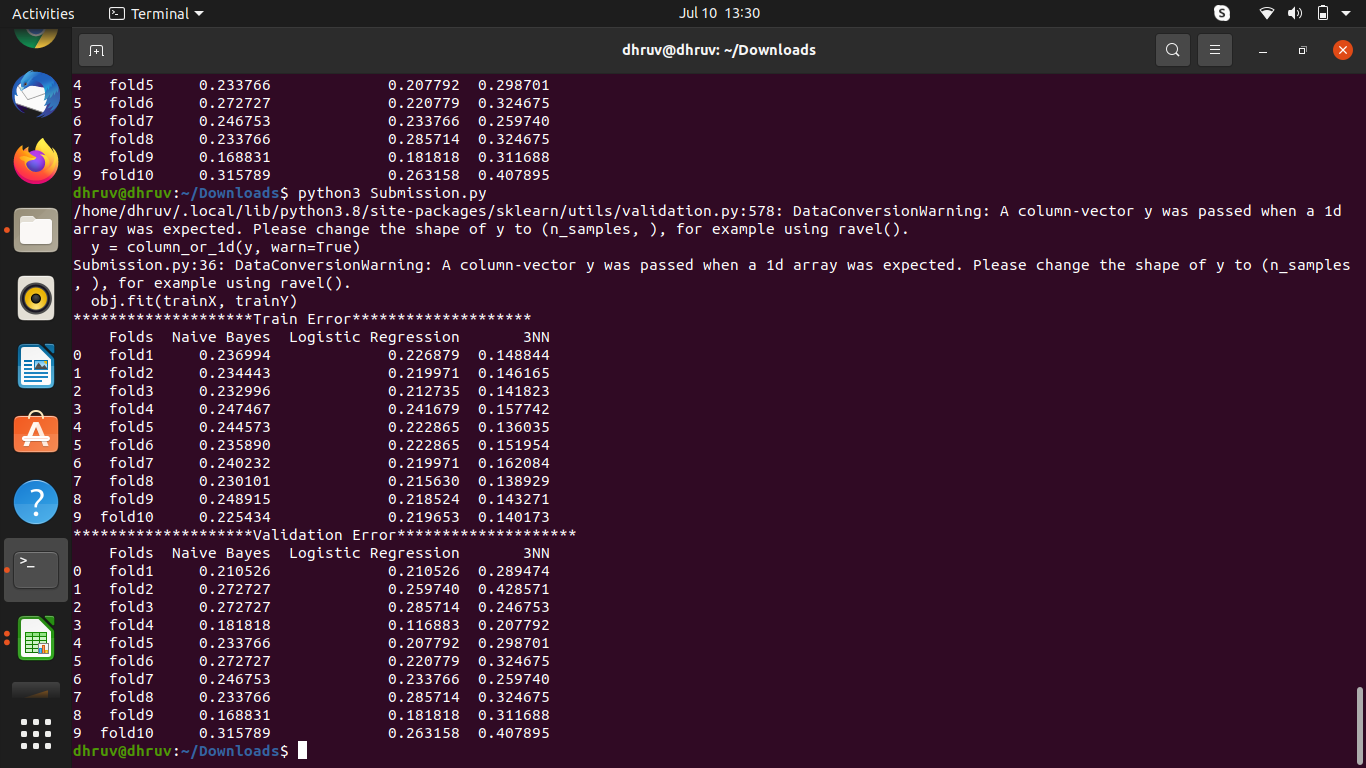 Activities Terminal Jul 10 13:30 S
dhruv@dhruv: ~/Downloads
4 fold5 0.233766 0.207792 0.298701
5 fold6 0.272727 0.220779 0.324675
6 fold7 0.246753 0.233766 0.259740
7 fold8 0.233766 0.285714 0.324675
8 fold9 0.168831 0.181818 0.311688
9 fold10 0.315789 0.263158 0.407895
dhruv@dhruv:~/Downloads$ python3 Submission.py
/home/dhruv/.local/lib/python3.8/site-packages/sklearn/utils/validation.py:578: DataConversionWarning: A column-vector y was passed when a 1d
array was expected. Please change the shape of y to (n_samples, ), for example using ravel().
y = column_or_1d(y, warn=True)
Submission.py:36: DataConversionWarning: A column-vector y was passed when a 1d array was expected. Please change the shape of y to (n_samples
, ), for example using ravel().
obj.fit(trainX, trainY)
********************Train Error********************
Folds Naive Bayes Logistic Regression 3NN
0 fold1 0.236994 0.226879 0.148844
1 fold2 0.234443 0.219971 0.146165
2 fold3 0.232996 0.212735 0.141823
3 fold4 0.247467 0.241679 0.157742
4 fold5 0.244573 0.222865 0.136035
5 fold6 0.235890 0.222865 0.151954
6 fold7 0.240232 0.219971 0.162084
7 fold8 0.230101 0.215630 0.138929
8 fold9 0.248915 0.218524 0.143271
9 fold10 0.225434 0.219653 0.140173
********************Validation Error********************
Folds Naive Bayes Logistic Regression 3NN
0 fold1 0.210526 0.210526 0.289474
1 fold2 0.272727 0.259740 0.428571
2 fold3 0.272727 0.285714 0.246753
3 fold4 0.181818 0.116883 0.207792
4 fold5 0.233766 0.207792 0.298701
5 fold6 0.272727 0.220779 0.324675
6 fold7 0.246753 0.233766 0.259740
7 fold8 0.233766 0.285714 0.324675
8 fold9 0.168831 0.181818 0.311688
9 fold10 0.315789 0.263158 0.407895
dhruv@dhruv:~/Downloads$